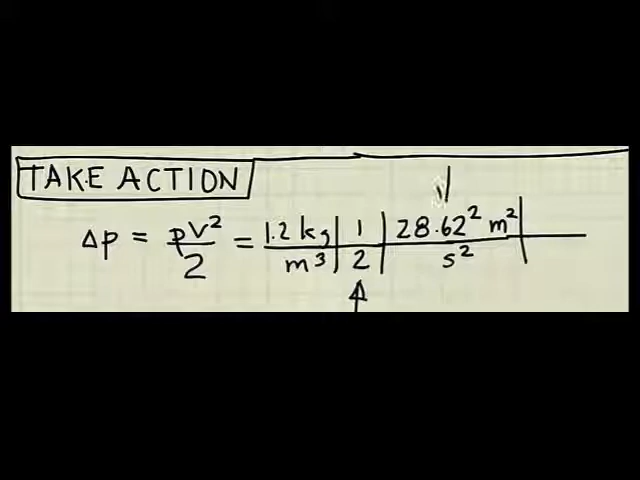 TAKE ACTION
Δp = ρV²/2 = 1.2 kg/m³ | 1/2 | 28.62² m²/s² |